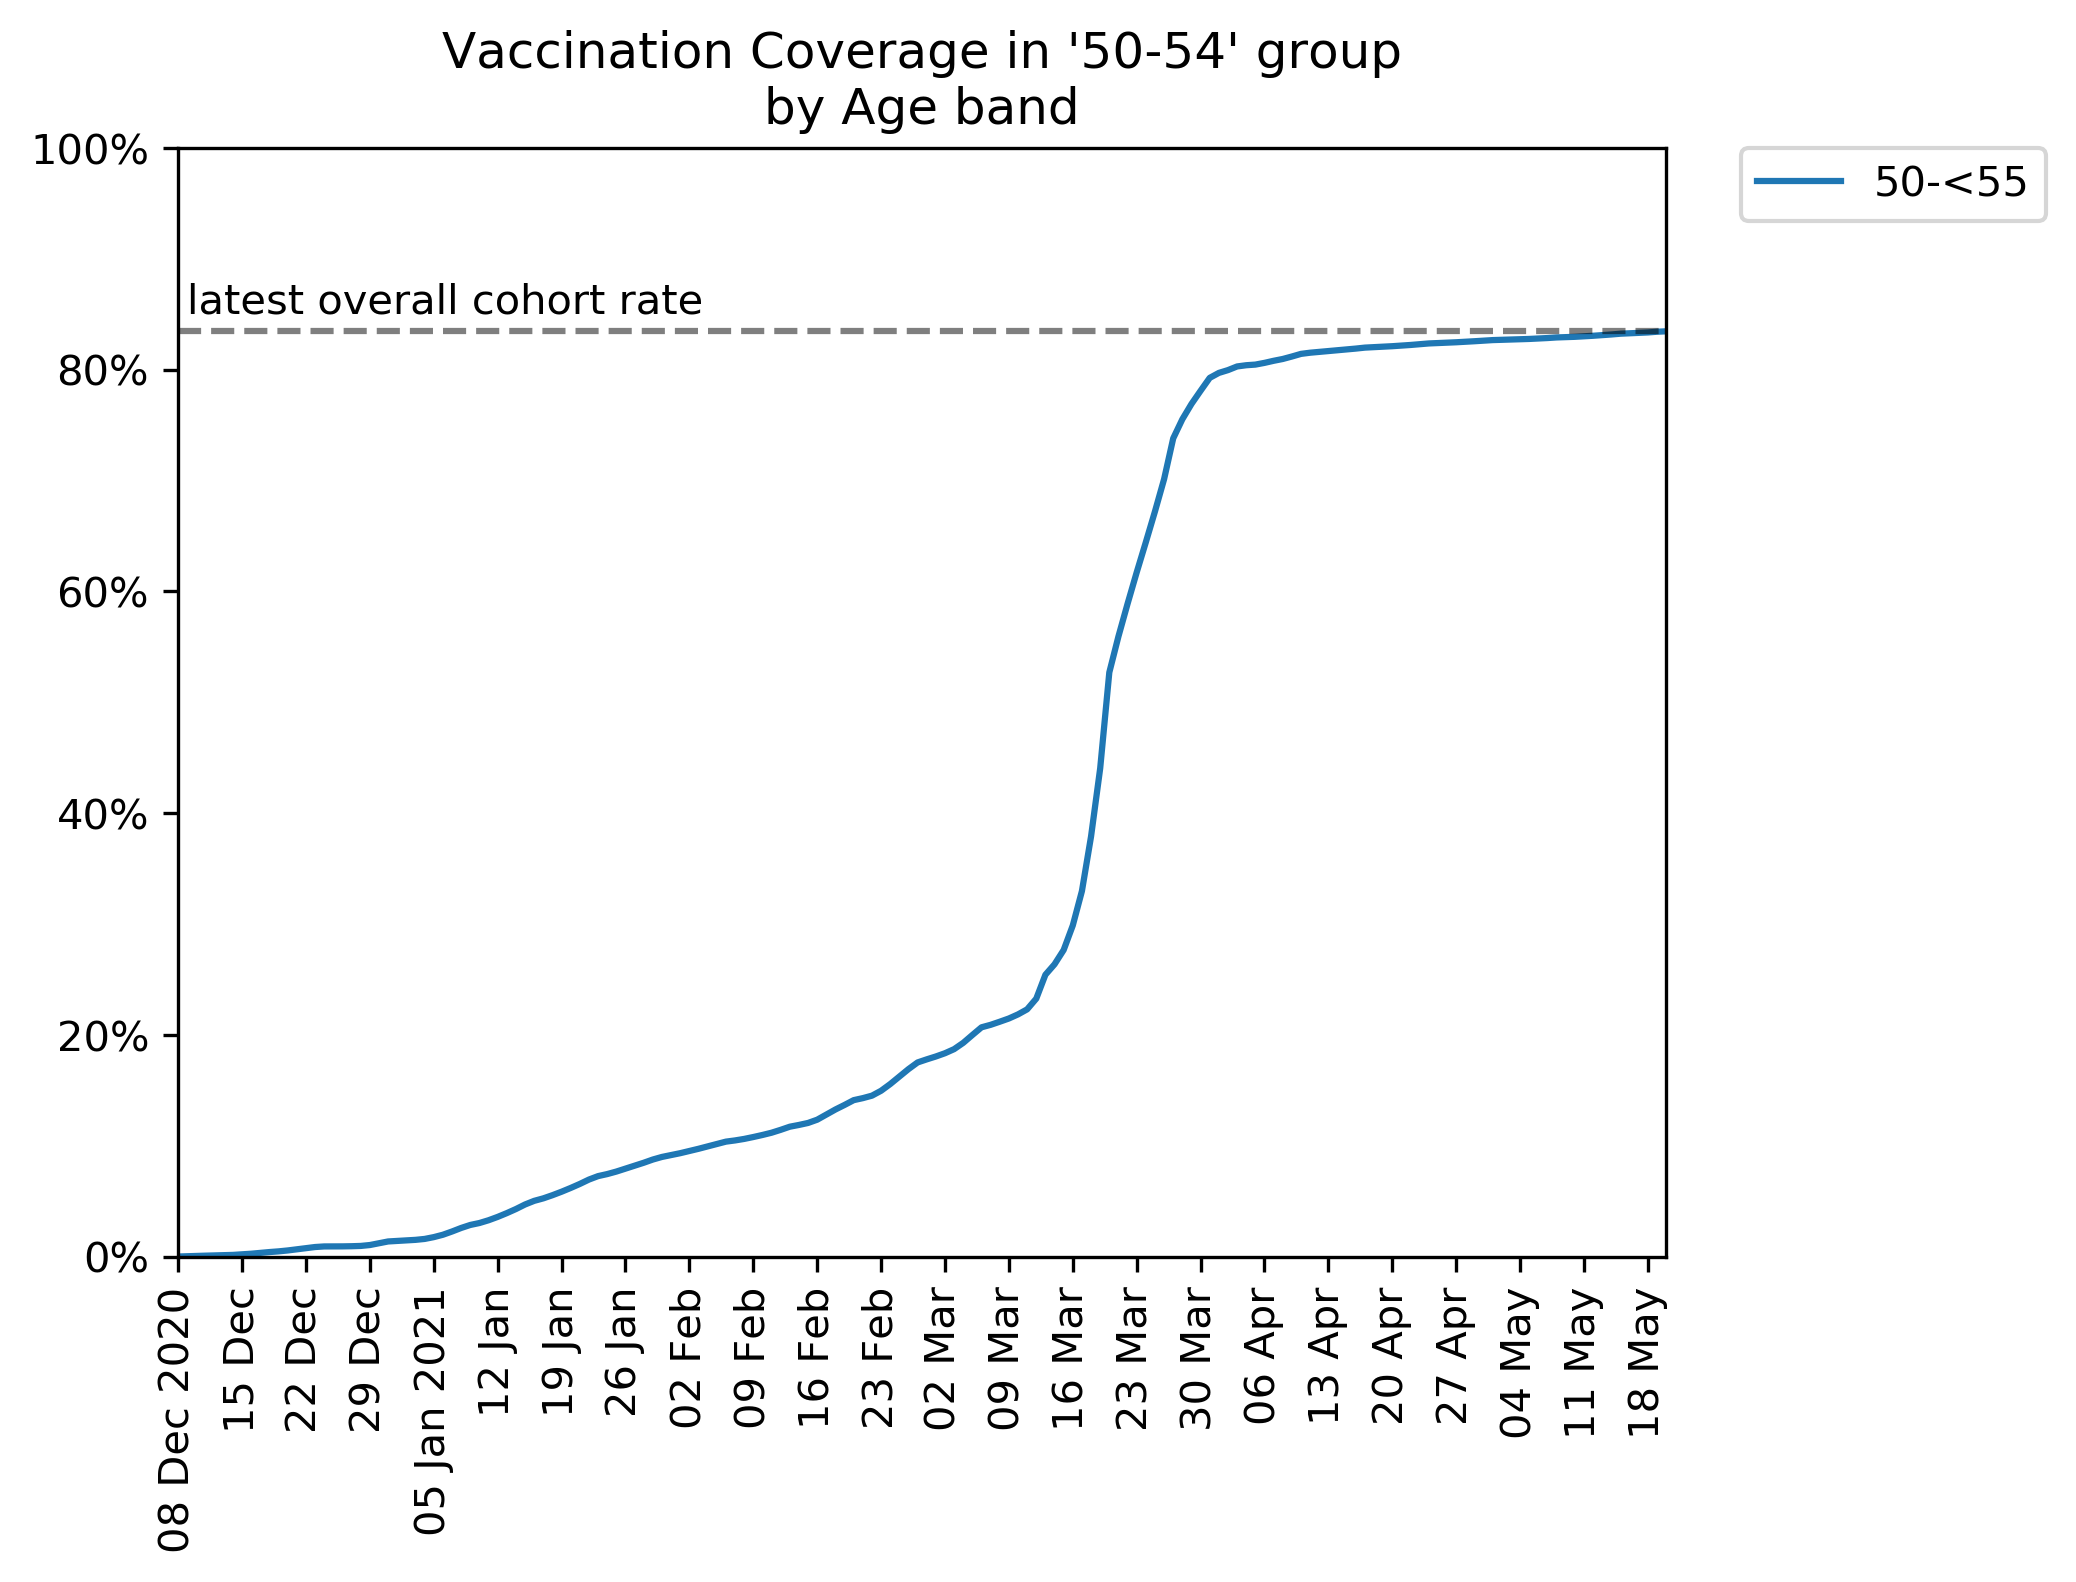 Vaccination Coverage in '50-54' group
by Age band
100%
50-<55
latest overall cohort rate
80%
60%
40%
20%
0%
08 Dec 2020
15 Dec
22 Dec
29 Dec
05 Jan 2021
12 Jan
19 Jan
26 Jan
02 Feb
09 Feb
16 Feb
23 Feb
02 Mar
09 Mar
16 Mar
23 Mar
30 Mar
06 Apr
13 Apr
20 Apr
27 Apr
04 May
11 May
18 May